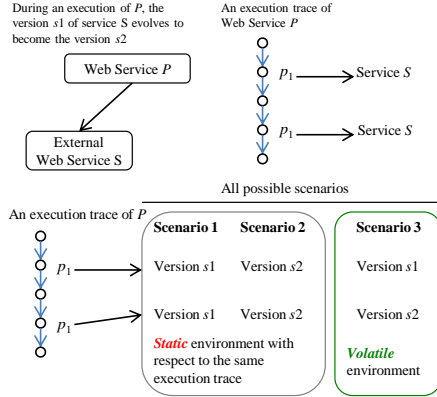 During an execution of P, the
version s1 of service S evolves to
become the version s2
An execution trace of
Web Service P
Web Service P
External
Web Service S
p1
Service S
p1
Service S
All possible scenarios
An execution trace of P
Scenario 1
Scenario 2
Scenario 3
p1
Version s1
Version s2
Version s1
p1
Version s1
Version s2
Version s2
Static environment with
respect to the same
execution trace
Volatile
environment